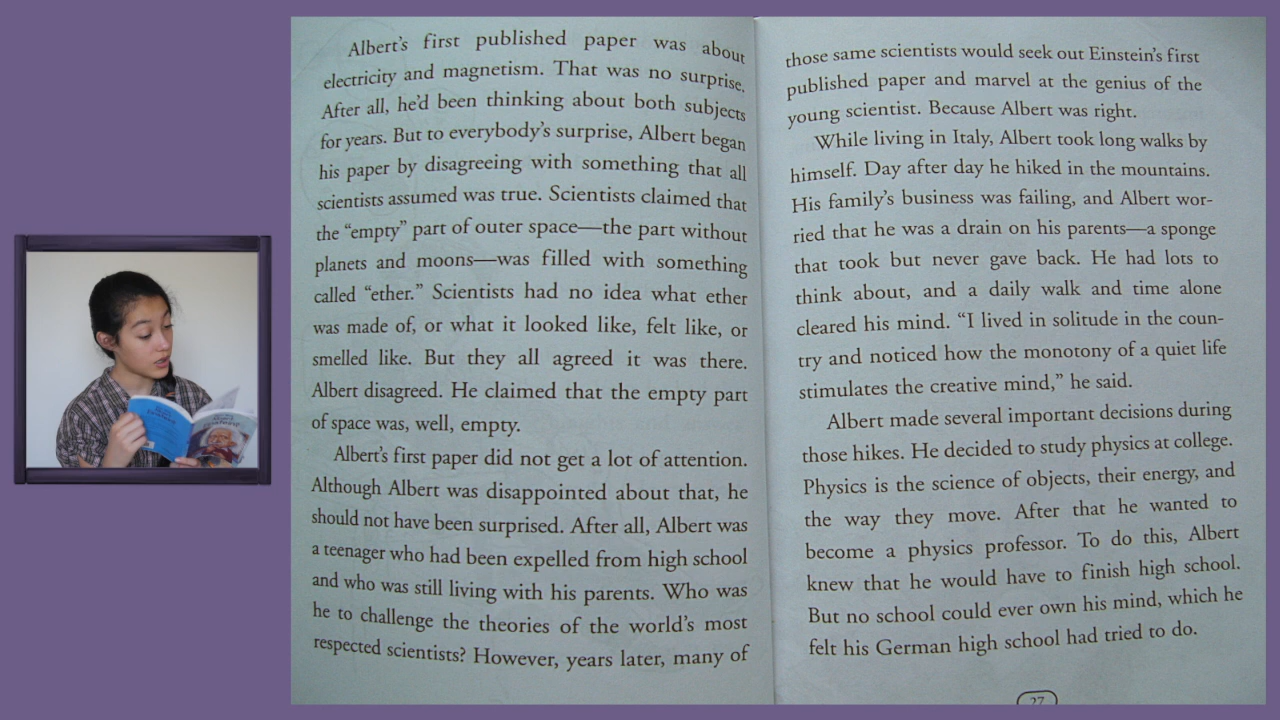 Albert's first published paper was about
electricity and magnetism. That was no surprise.
After all, he'd been thinking about both subjects
for years. But to everybody's surprise, Albert began
his paper by disagreeing with something that all
scientists assumed was true. Scientists claimed that
the "empty" part of outer space—the part without
planets and moons—was filled with something
called "ether." Scientists had no idea what ether
was made of, or what it looked like, felt like, or
smelled like. But they all agreed it was there.
Albert disagreed. He claimed that the empty part
of space was, well, empty.
Albert's first paper did not get a lot of attention.
Although Albert was disappointed about that, he
should not have been surprised. After all, Albert was
a teenager who had been expelled from high school
and who was still living with his parents. Who was
he to challenge the theories of the world's most
respected scientists? However, years later, many of
those same scientists would seek out Einstein's first
published paper and marvel at the genius of the
young scientist. Because Albert was right.
While living in Italy, Albert took long walks by
himself. Day after day he hiked in the mountains.
His family's business was failing, and Albert wor-
ried that he was a drain on his parents—a sponge
that took but never gave back. He had lots to
think about, and a daily walk and time alone
cleared his mind. "I lived in solitude in the coun-
try and noticed how the monotony of a quiet life
stimulates the creative mind," he said.
Albert made several important decisions during
those hikes. He decided to study physics at college.
Physics is the science of objects, their energy, and
the way they move. After that he wanted to
become a physics professor. To do this, Albert
knew that he would have to finish high school.
But no school could ever own his mind, which he
felt his German high school had tried to do.
27